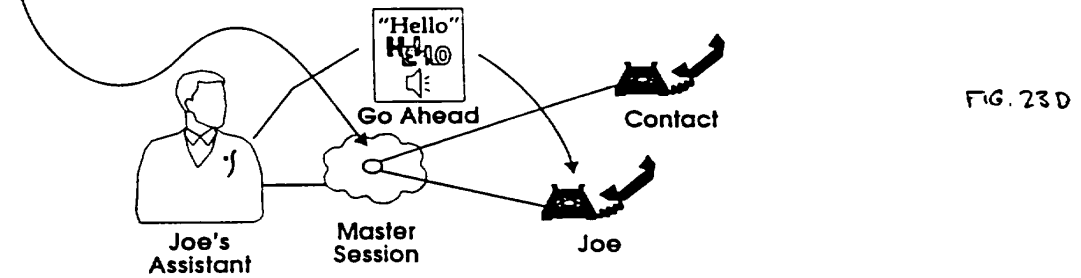 "Hello"
Go Ahead
Contact
FIG. 23D
Joe's
Assistant
Master
Session
Joe